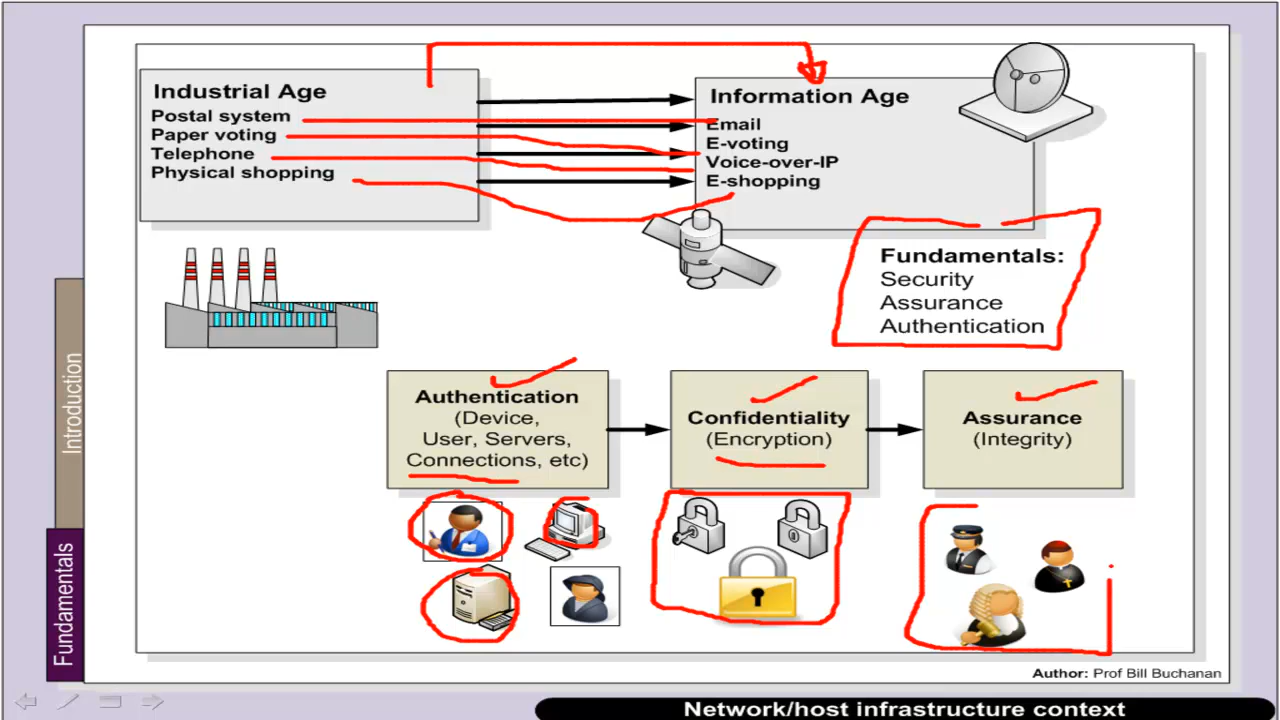 Industrial Age
Postal system
Paper voting
Telephone
Physical shopping
Information Age
Email
E-voting
Voice-over-IP
E-shopping
Fundamentals:
Security
Assurance
Authentication
Authentication
(Device,
User, Servers,
Connections, etc)
Confidentiality
(Encryption)
Assurance
(Integrity)
Introduction
Fundamentals
Author: Prof Bill Buchanan
Network/host infrastructure context